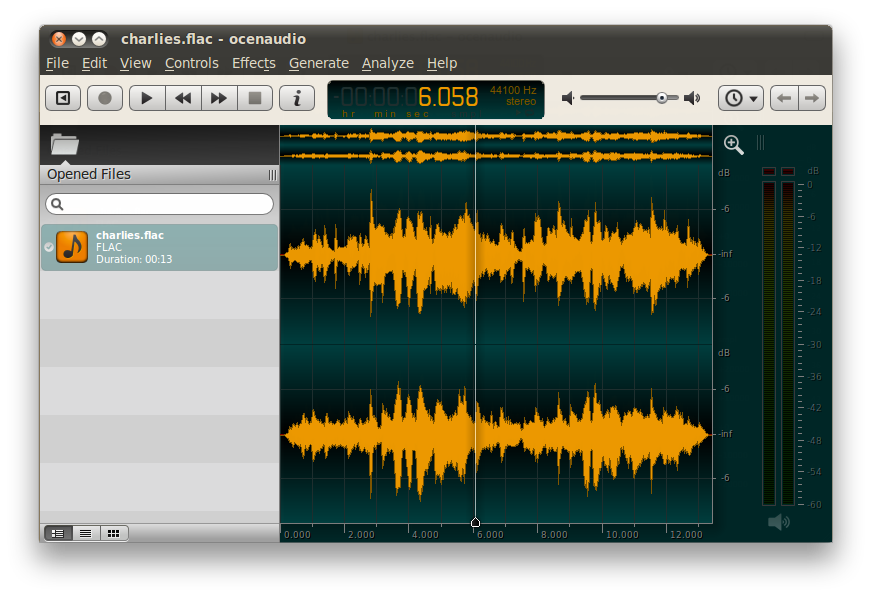 charlies.flac - ocenaudio
File Edit View Controls Effects Generate Analyze Help
-00:00:06.058
hr min sec
44100 Hz
stereo
Opened Files
charlies.flac
FLAC
Duration: 00:13
dB
-6
-inf
-6
dB
-6
-inf
-6
0.000 2.000 4.000 6.000 8.000 10.000 12.000
dB
0
-6
-12
-18
-24
-30
-36
-42
-48
-54
-60